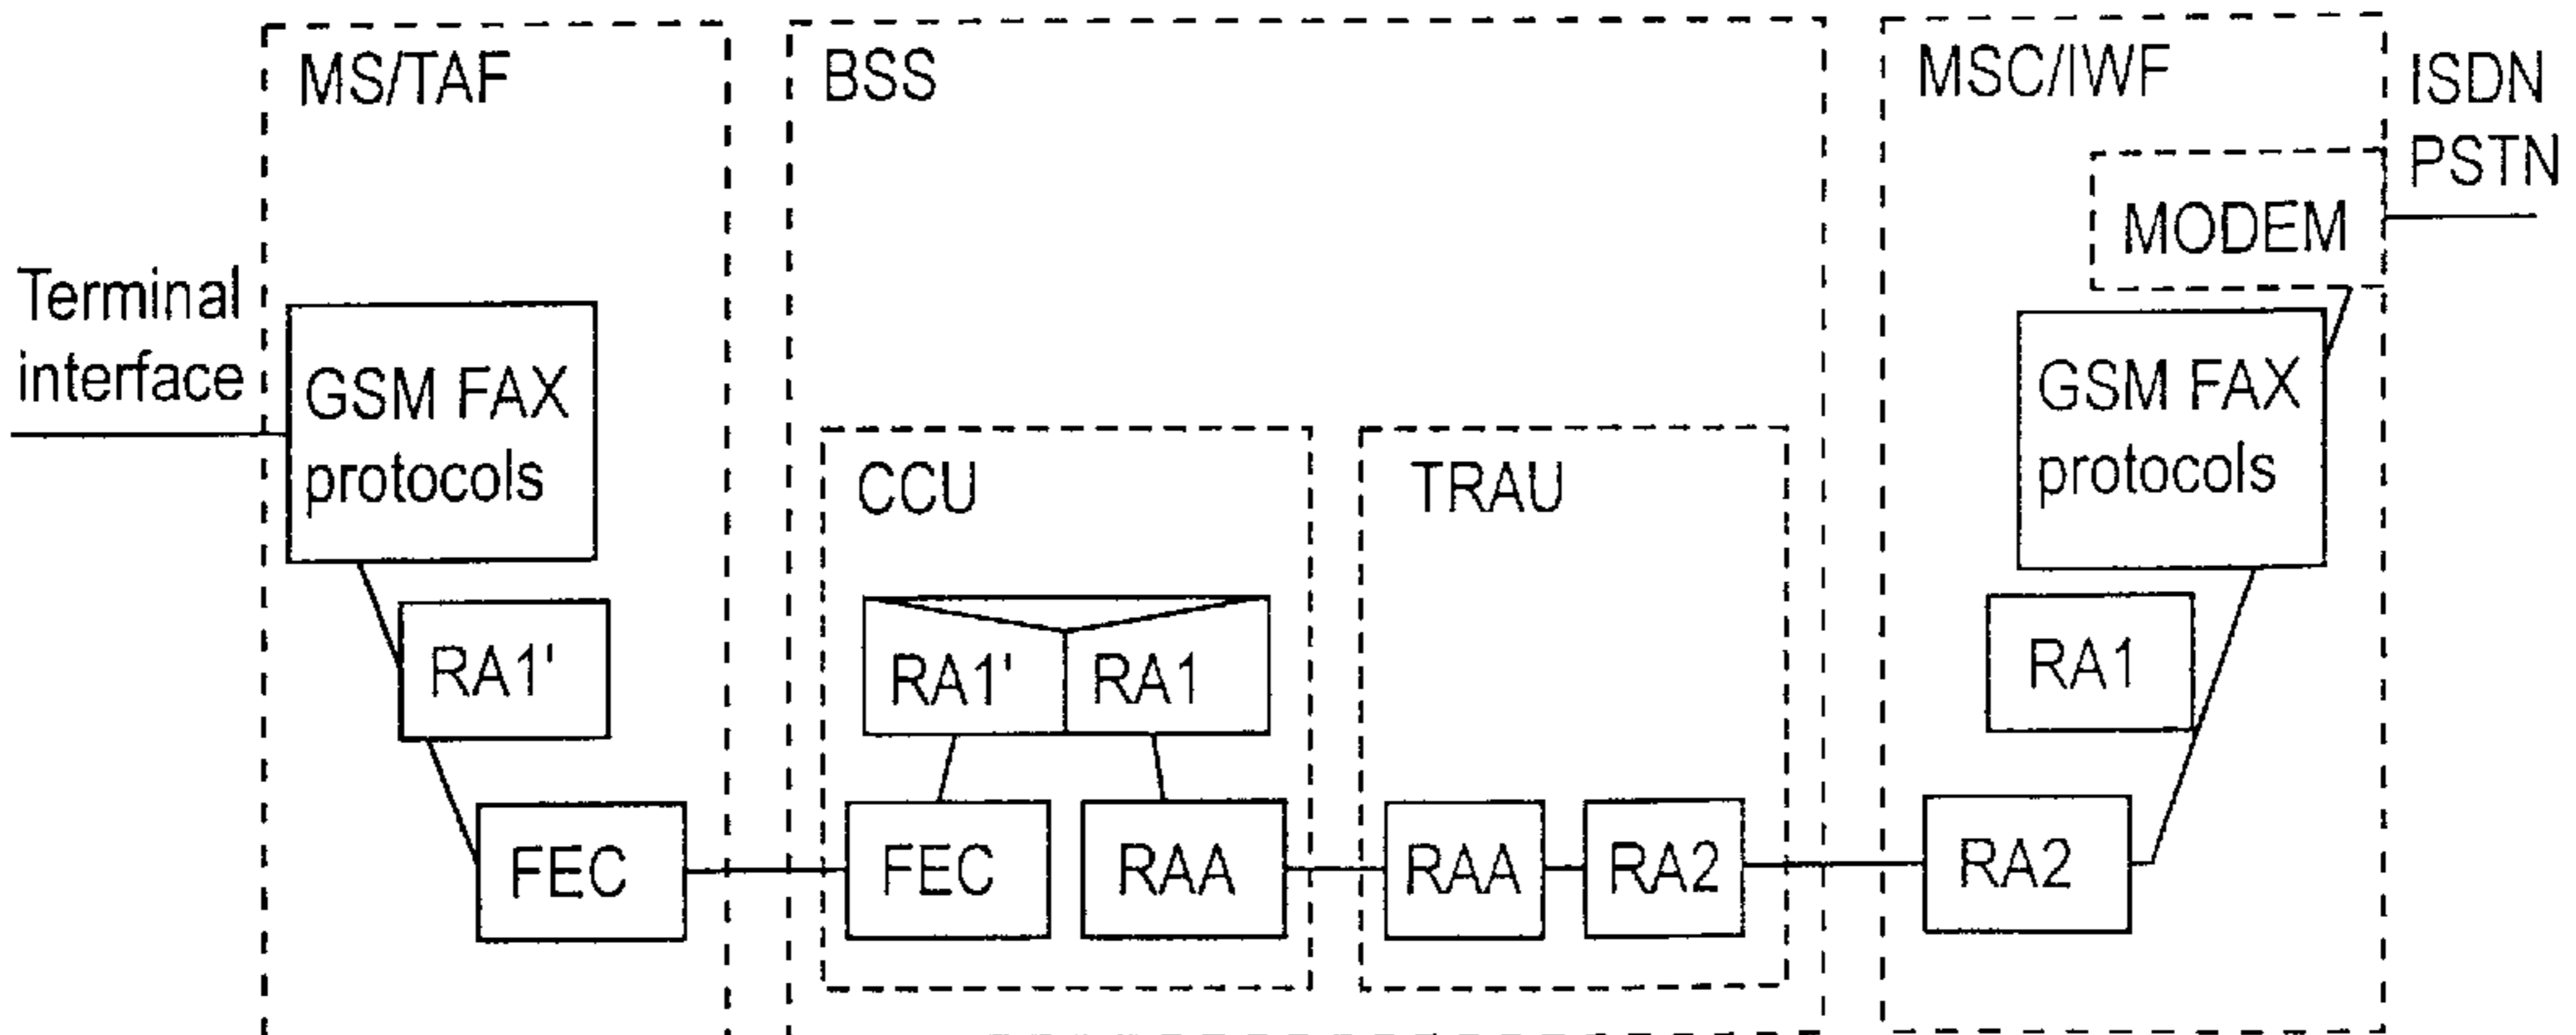 MS/TAF
BSS
MSC/IWF
ISDN
PSTN
MODEM
Terminal
interface
GSM FAX
protocols
GSM FAX
protocols
CCU
TRAU
RA1'
RA1'
RA1
RA1
FEC
FEC
RAA
RAA
RA2
RA2